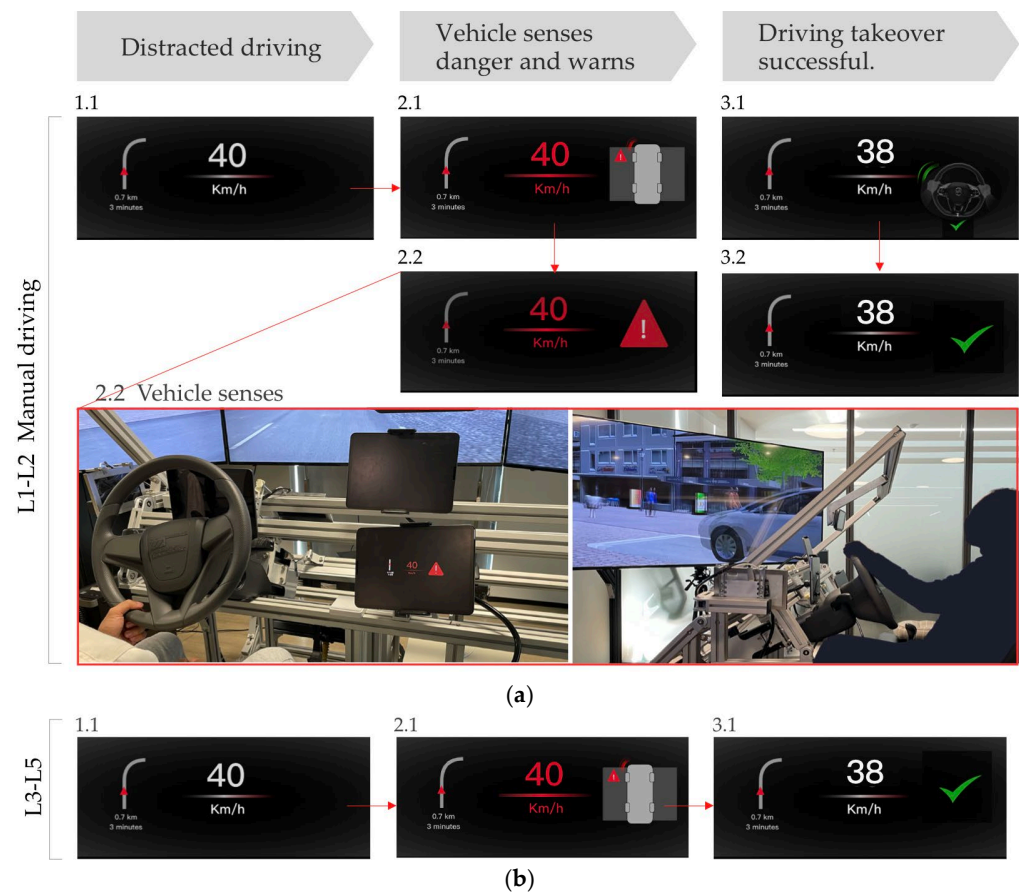 Distracted driving
Vehicle senses
danger and warns
Driving takeover
successful.
1.1
2.1
3.1
40
Km/h
0.7 km
3 minutes
40
Km/h
0.7 km
3 minutes
!
38
Km/h
0.7 km
3 minutes
2.2
3.2
40
Km/h
0.7 km
3 minutes
!
38
Km/h
0.7 km
3 minutes
L1-L2 Manual driving
2.2 Vehicle senses
40
!
(a)
1.1
2.1
3.1
L3-L5
40
Km/h
0.7 km
3 minutes
40
Km/h
0.7 km
3 minutes
!
38
Km/h
0.7 km
3 minutes
(b)